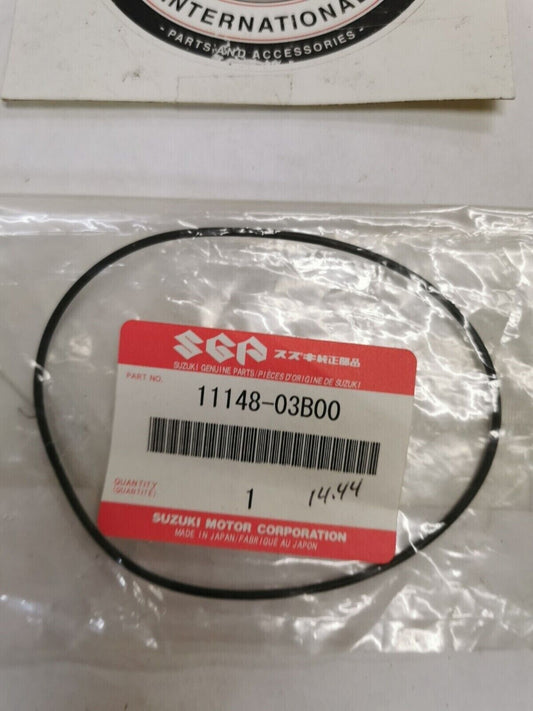 INTERNATIONAL
- PARTS AND ACCESSORIES -
SGP スズキ純正部品
SUZUKI GENUINE PARTS/PIÈCES D'ORIGINE DE SUZUKI
PART NO.
11148-03B00
QUANTITY
(QUANTITÉ)
1
14.44
SUZUKI MOTOR CORPORATION
MADE IN JAPAN/FABRIQUE AU JAPON